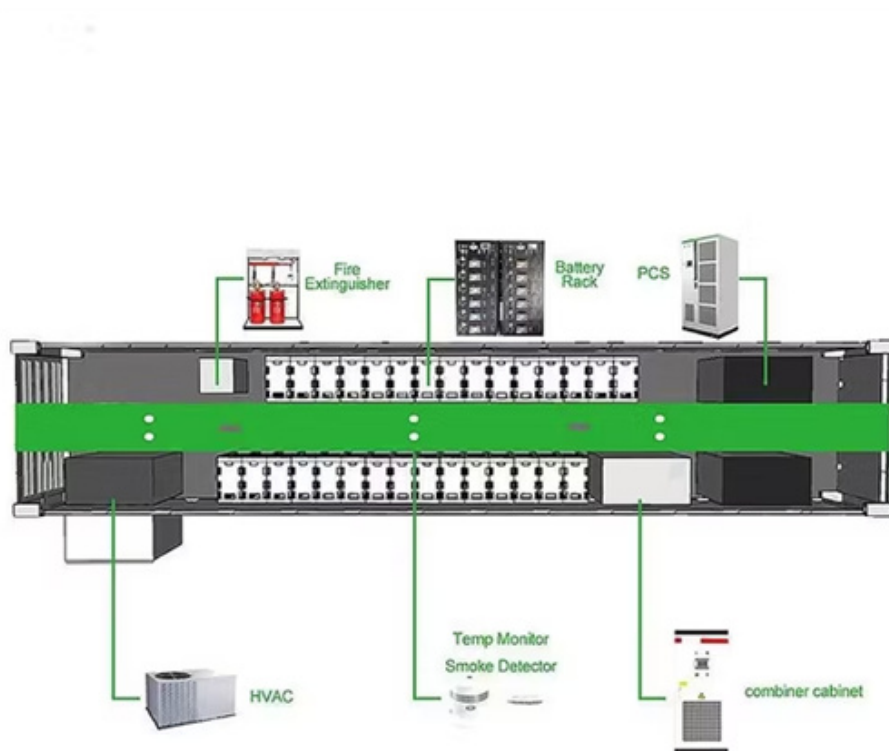 Fire
Extinguisher
Battery
Rack
PCS
HVAC
Temp Monitor
Smoke Detector
combiner cabinet